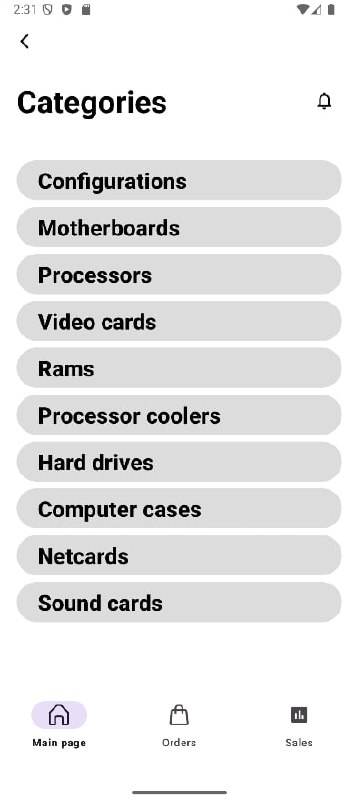 2:31
Categories
Configurations
Motherboards
Processors
Video cards
Rams
Processor coolers
Hard drives
Computer cases
Netcards
Sound cards
Main page
Orders
Sales